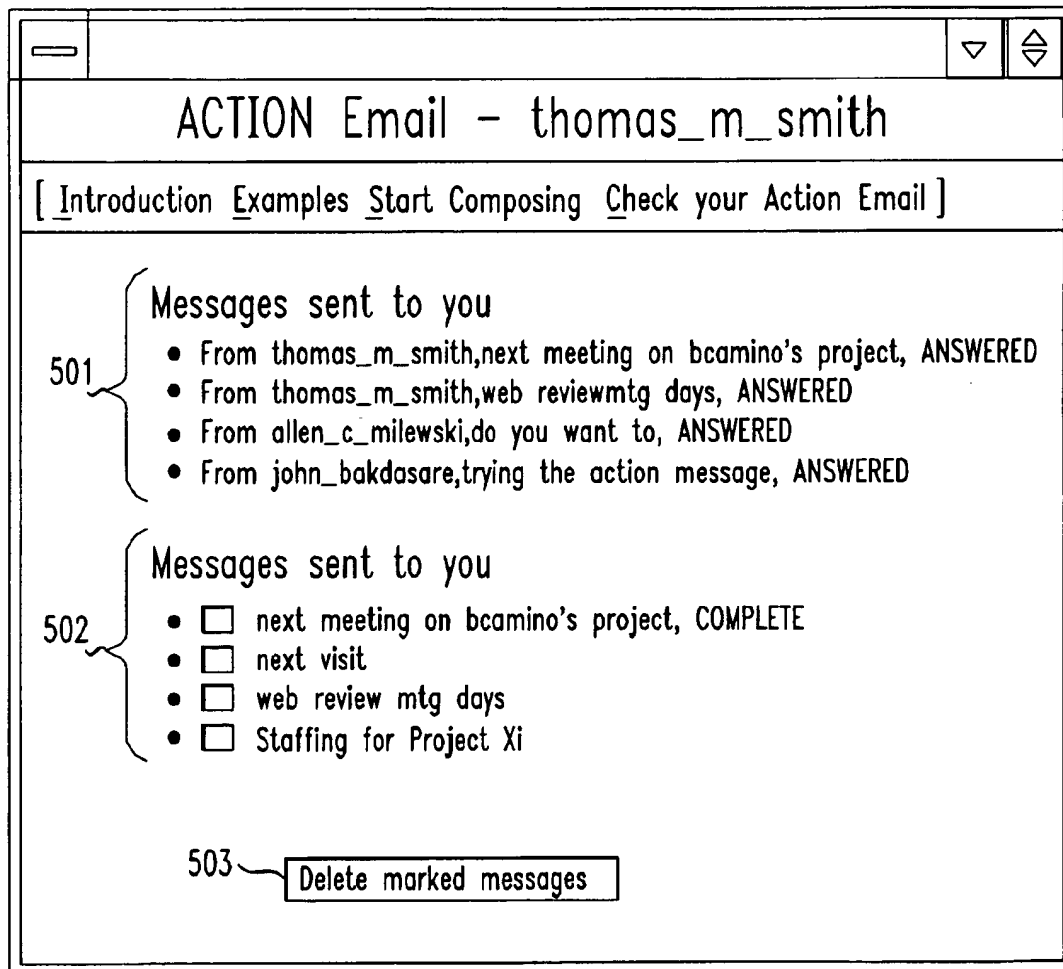 ACTION Email – thomas_m_smith
[ Introduction Examples Start Composing Check your Action Email ]
501
Messages sent to you
• From thomas_m_smith,next meeting on bcamino's project, ANSWERED
• From thomas_m_smith,web reviewmtg days, ANSWERED
• From allen_c_milewski,do you want to, ANSWERED
• From john_bakdasare,trying the action message, ANSWERED
502
Messages sent to you
• next meeting on bcamino's project, COMPLETE
• next visit
• web review mtg days
• Staffing for Project Xi
503
Delete marked messages